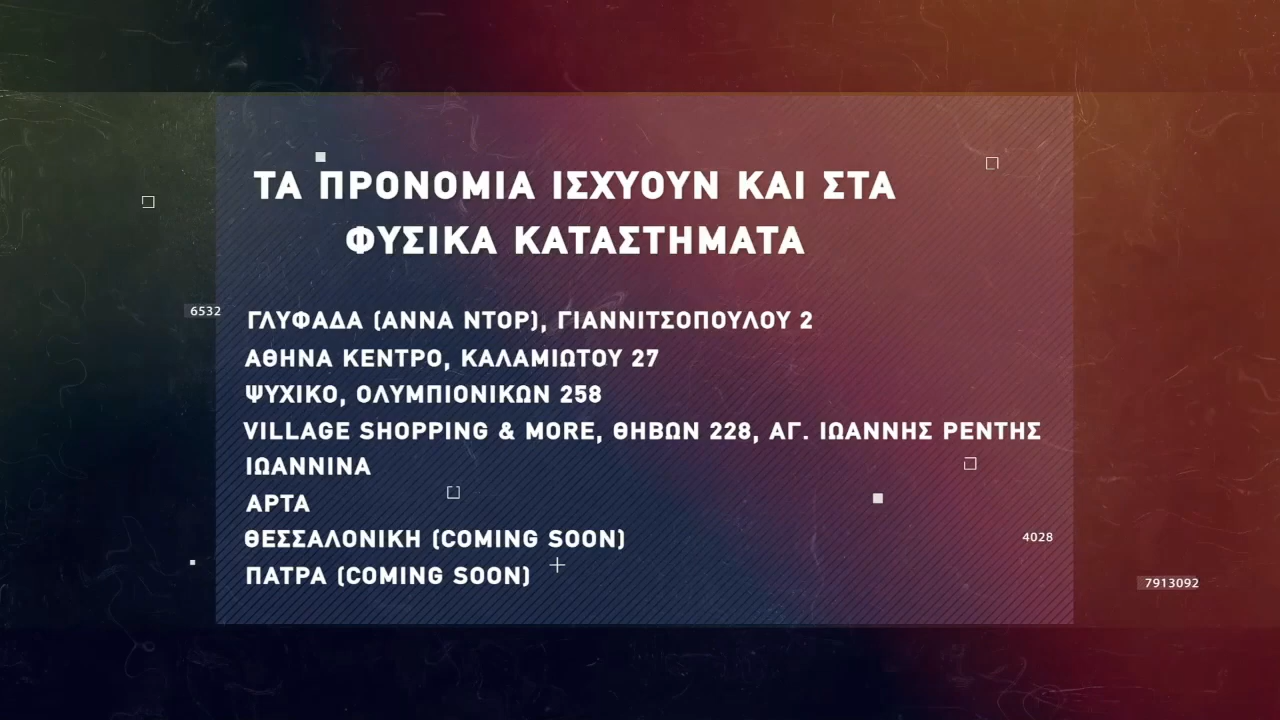 ΤΑ ΠΡΟΝΟΜΙΑ ΙΣΧΥΟΥΝ ΚΑΙ ΣΤΑ
ΦΥΣΙΚΑ ΚΑΤΑΣΤΗΜΑΤΑ
6532
ΓΛΥΦΑΔΑ (ΑΝΝΑ ΝΤΟΡ), ΓΙΑΝΝΙΤΣΟΠΟΥΛΟΥ 2
ΑΘΗΝΑ ΚΕΝΤΡΟ, ΚΑΛΑΜΙΩΤΟΥ 27
ΨΥΧΙΚΟ, ΟΛΥΜΠΙΟΝΙΚΩΝ 258
VILLAGE SHOPPING & MORE, ΘΗΒΩΝ 228, ΑΓ. ΙΩΑΝΝΗΣ ΡΕΝΤΗΣ
ΙΩΑΝΝΙΝΑ
ΑΡΤΑ
ΘΕΣΣΑΛΟΝΙΚΗ (COMING SOON)
4028
ΠΑΤΡΑ (COMING SOON)
7913092